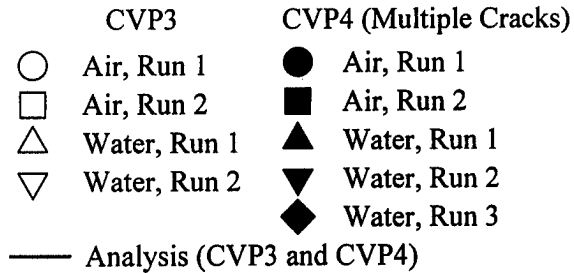 CVP3 CVP4 (Multiple Cracks)
Air, Run 1 Air, Run 1
Air, Run 2 Air, Run 2
Water, Run 1 Water, Run 1
Water, Run 2 Water, Run 2
Water, Run 3
Analysis (CVP3 and CVP4)